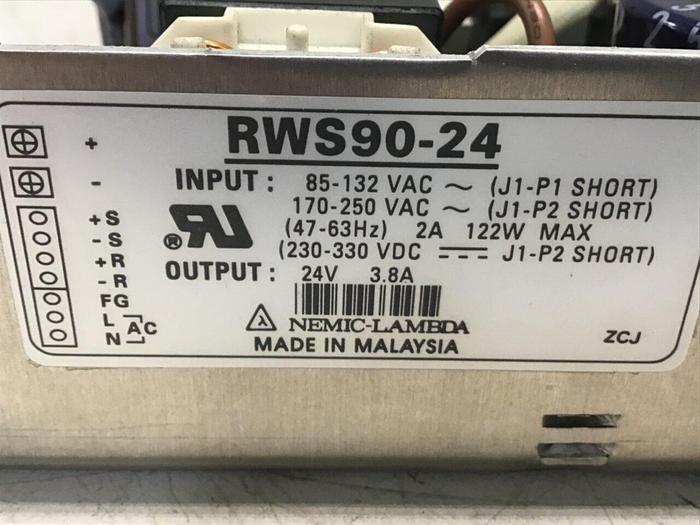 RWS90-24
+
-
+S
-S
+R
-R
FG
L
N
AC
INPUT : 85-132 VAC ~ (J1-P1 SHORT)
170-250 VAC ~ (J1-P2 SHORT)
(47-63Hz) 2A 122W MAX
(230-330 VDC ⎓ J1-P2 SHORT)
OUTPUT : 24V 3.8A
NEMIC-LAMBDA
MADE IN MALAYSIA
ZCJ